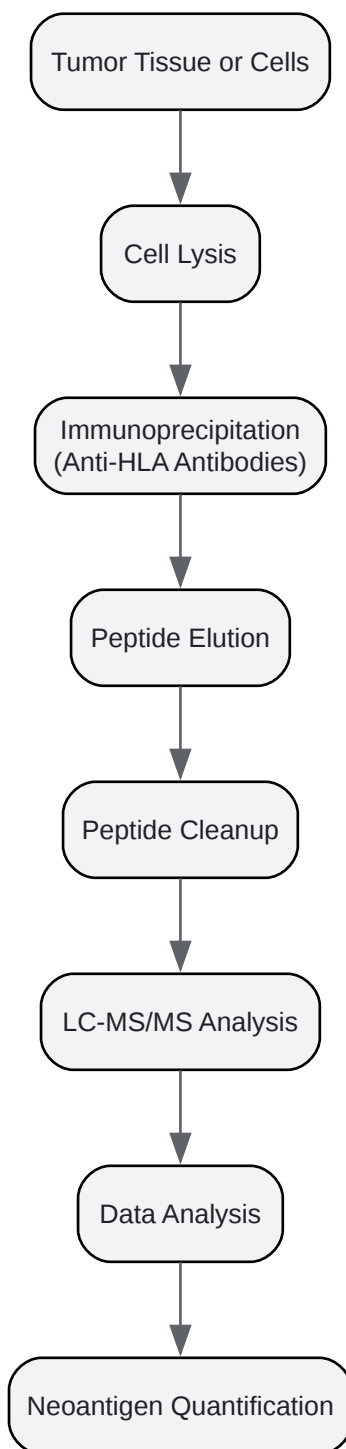 Tumor Tissue or Cells
Cell Lysis
Immunoprecipitation
(Anti-HLA Antibodies)
Peptide Elution
Peptide Cleanup
LC-MS/MS Analysis
Data Analysis
Neoantigen Quantification